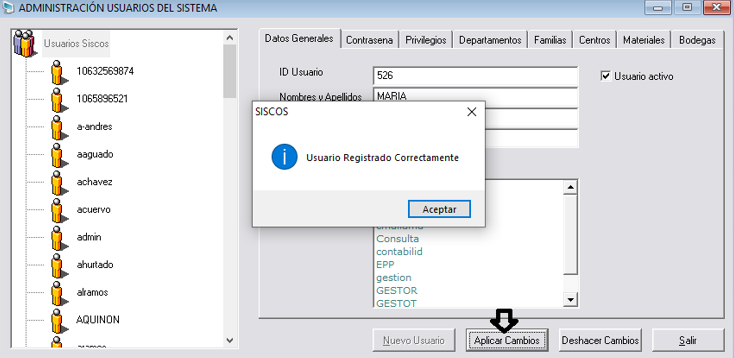 ADMINISTRACIÓN USUARIOS DEL SISTEMA
Usuarios Siscos
10632569874
1065896521
a-andres
aaguado
achavez
acuervo
admin
ahurtado
alramos
AQUINON
Datos Generales
Contrasena
Privilegios
Departamentos
Familias
Centros
Materiales
Bodegas
ID Usuario
526
Usuario activo
Nombres y Apellidos
MARIA
SISCOS
Usuario Registrado Correctamente
Aceptar
Consulta
contabilid
EPP
gestion
GESTOR
GESTOT
Nuevo Usuario
Aplicar Cambios
Deshacer Cambios
Salir